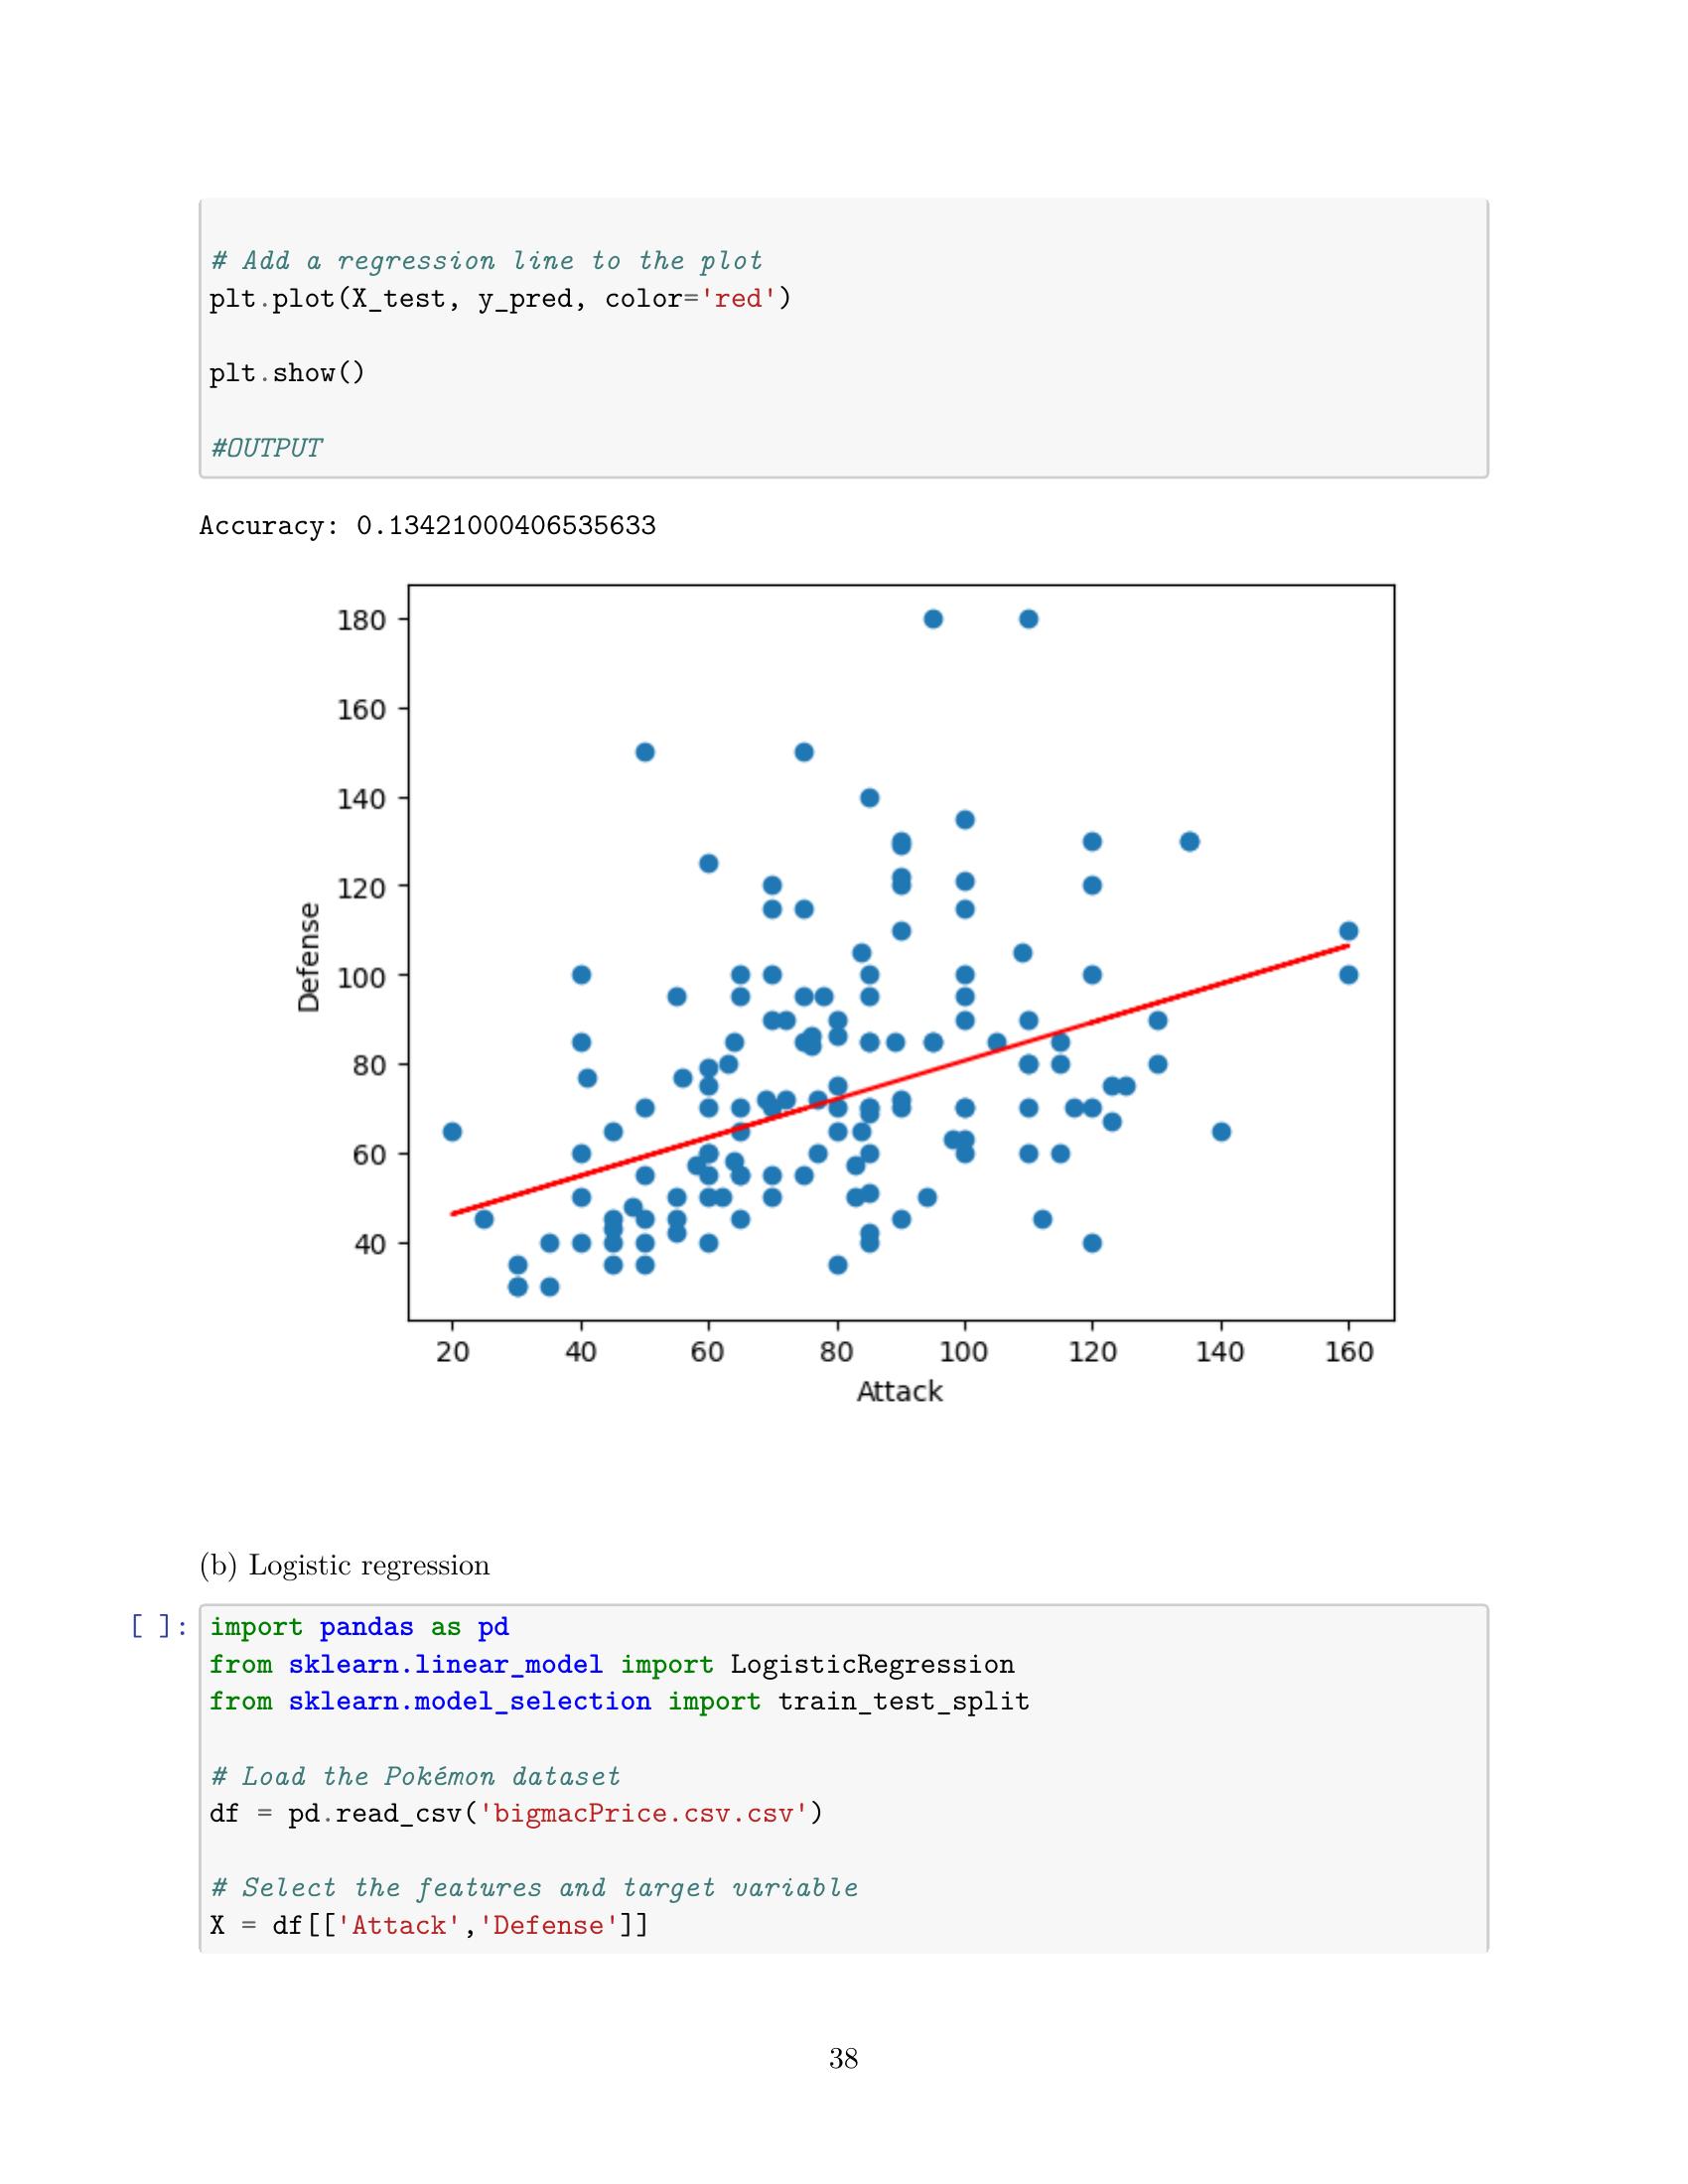 # Add a regression line to the plot
plt.plot(X_test, y_pred, color='red')
plt.show()
#OUTPUT
Accuracy: 0.13421000406535633
180
160
140
120
100
80
60
40
Defense
20 40 60 80 100 120 140 160
Attack
(b) Logistic regression
[ ]: import pandas as pd
from sklearn.linear_model import LogisticRegression
from sklearn.model_selection import train_test_split
# Load the Pokémon dataset
df = pd.read_csv('bigmacPrice.csv.csv')
# Select the features and target variable
X = df[['Attack','Defense']]
38